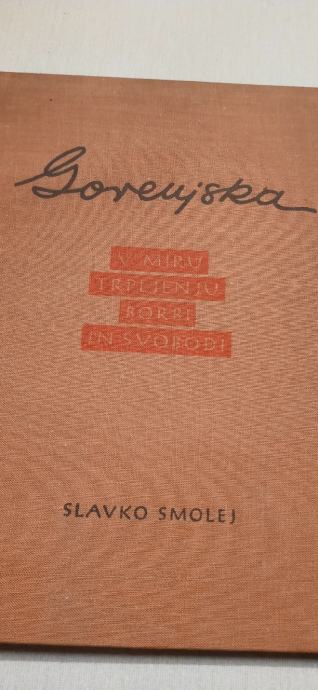 Gorenjska
V MIRU
TRPLJENJU
BORBI
IN SVOBODI
SLAVKO SMOLEJ